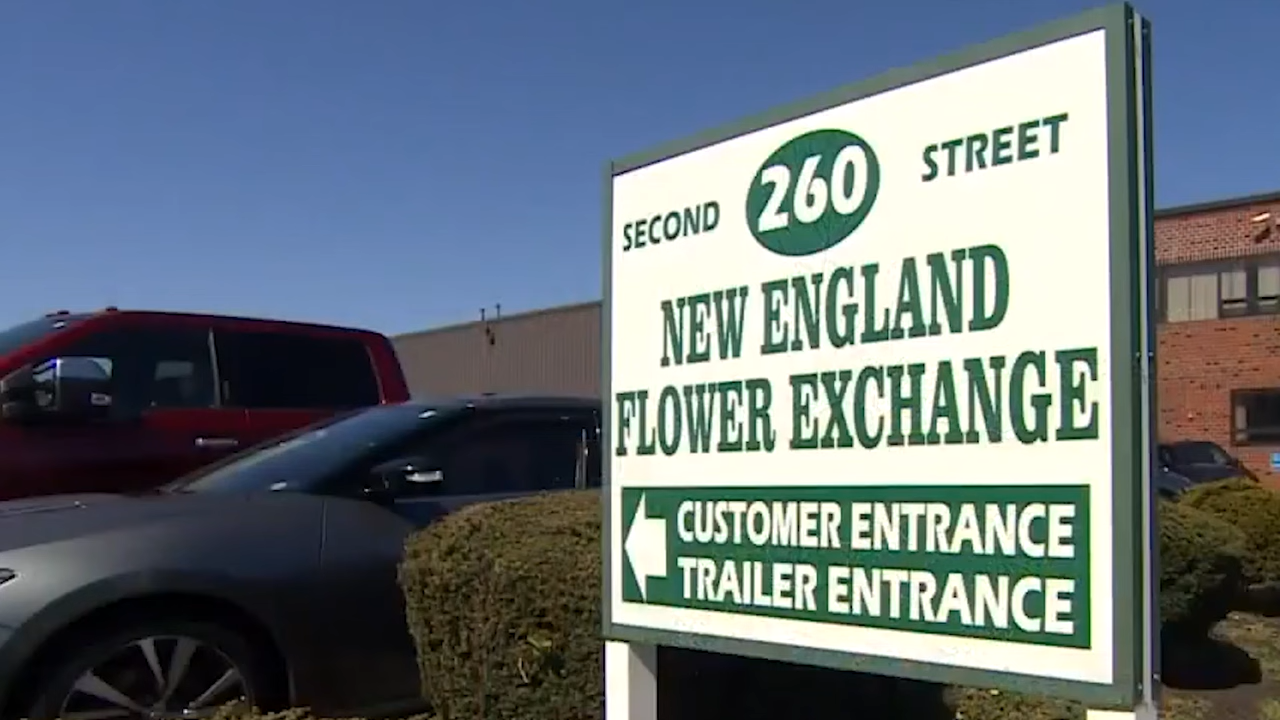 SECOND 260 STREET
NEW ENGLAND
FLOWER EXCHANGE
CUSTOMER ENTRANCE
TRAILER ENTRANCE